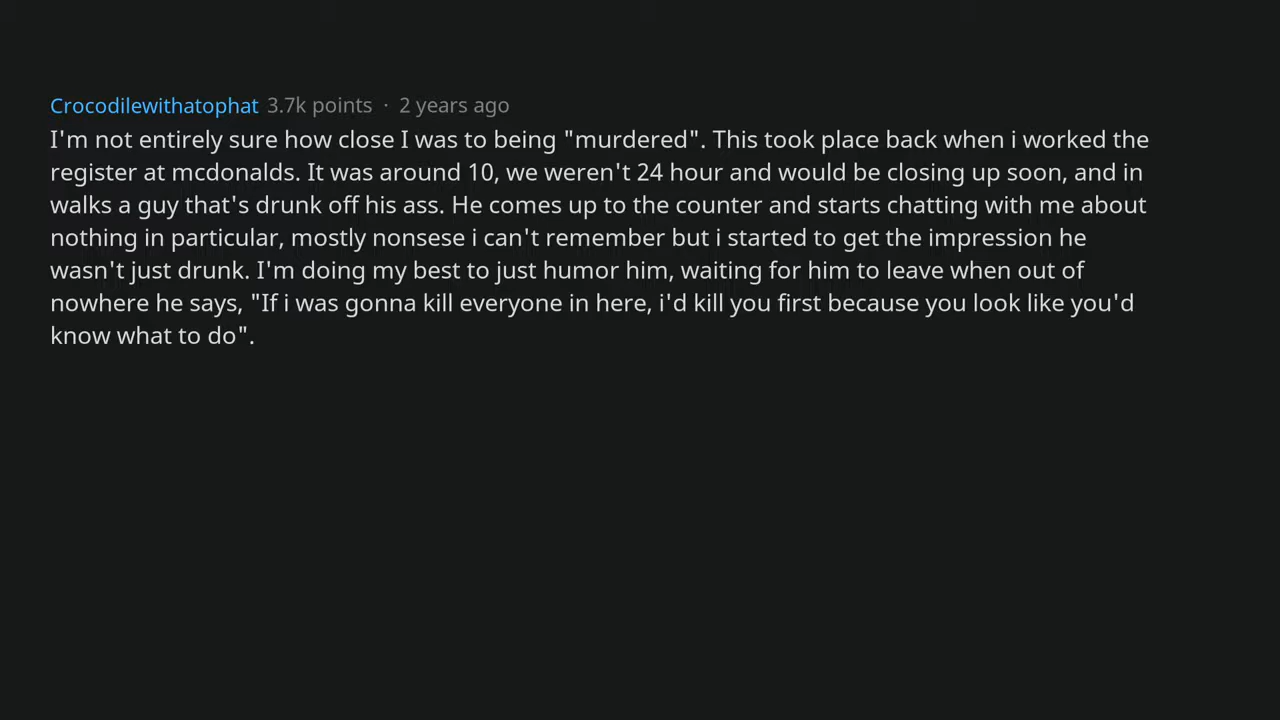 Crocodilewithatophat 3.7k points · 2 years ago
I'm not entirely sure how close I was to being "murdered". This took place back when i worked the
register at mcdonalds. It was around 10, we weren't 24 hour and would be closing up soon, and in
walks a guy that's drunk off his ass. He comes up to the counter and starts chatting with me about
nothing in particular, mostly nonsese i can't remember but i started to get the impression he
wasn't just drunk. I'm doing my best to just humor him, waiting for him to leave when out of
nowhere he says, "If i was gonna kill everyone in here, i'd kill you first because you look like you'd
know what to do".